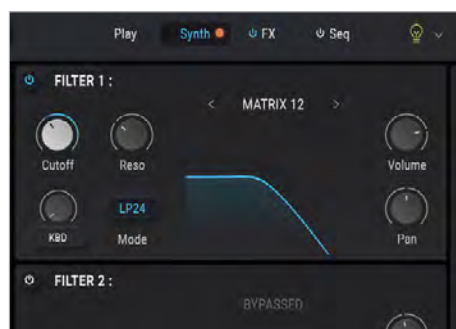 Play Synth FX Seq
FILTER 1 :
< MATRIX 12 >
Cutoff Reso Volume
LP24
KBD Mode Pan
FILTER 2 :
BYPASSED